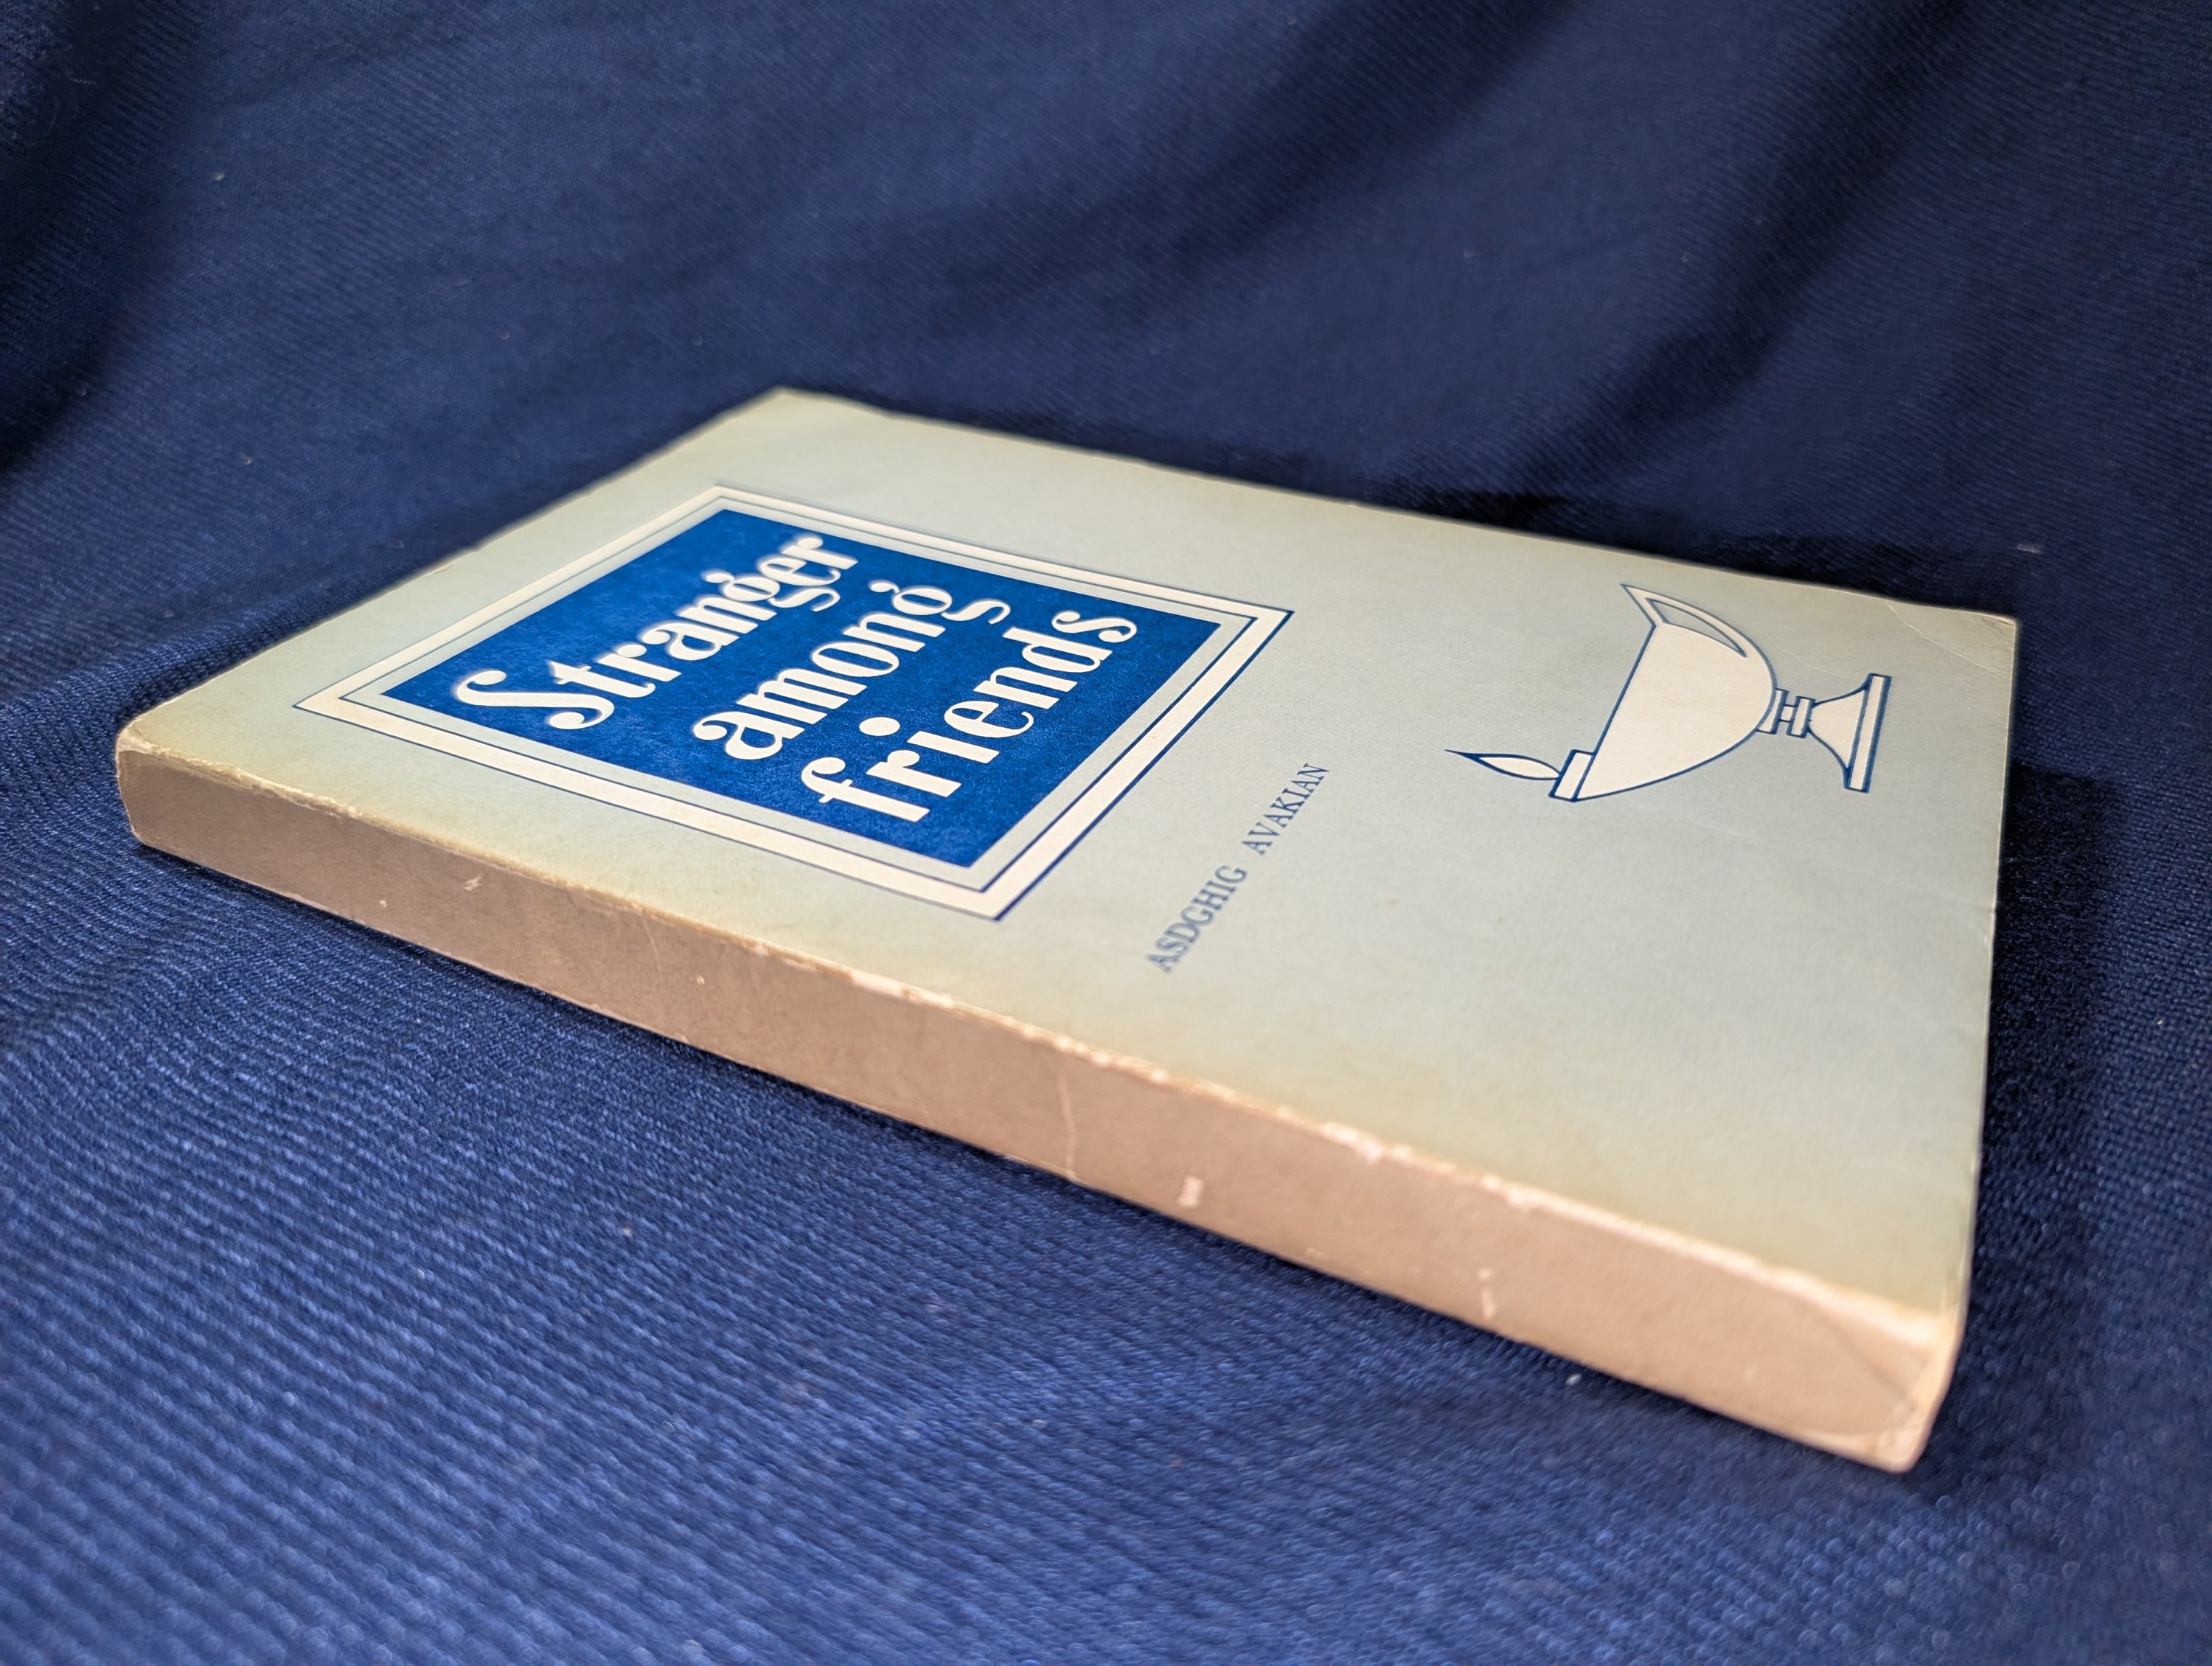 Stranger
among
friends
ASDGHIG AVAKIAN